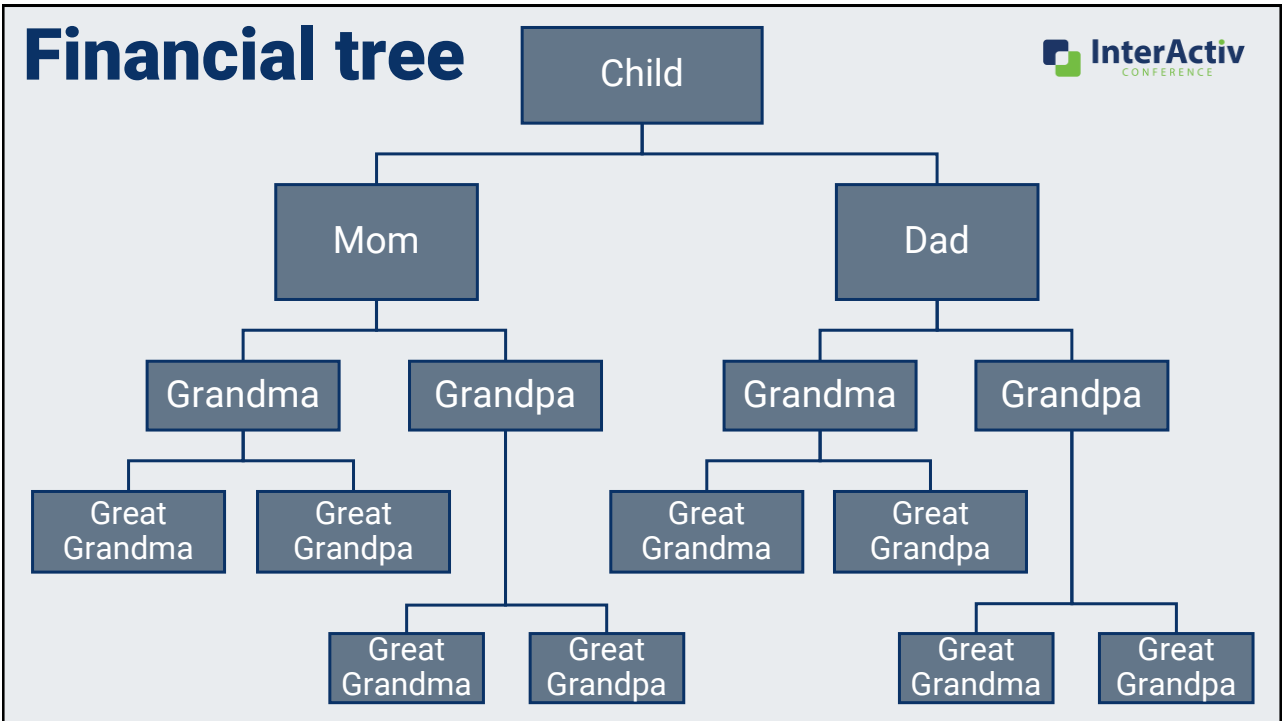 Financial tree
Child
InterActiv
CONFERENCE
Mom
Dad
Grandma
Grandpa
Grandma
Grandpa
Great
Grandma
Great
Grandpa
Great
Grandma
Great
Grandpa
Great
Grandma
Great
Grandpa
Great
Grandma
Great
Grandpa